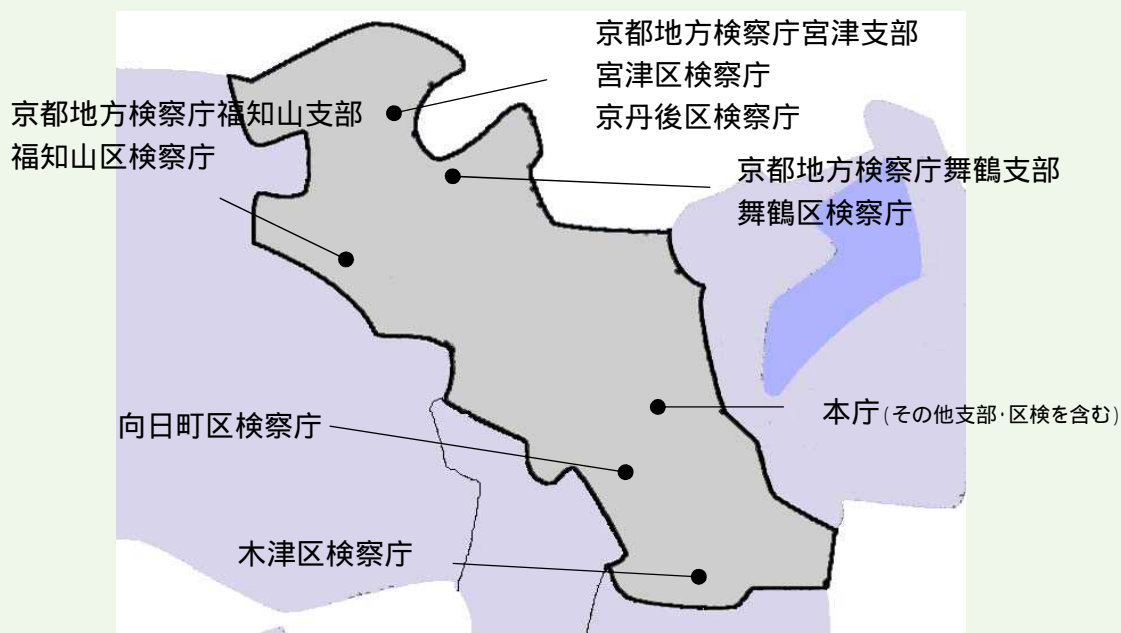 京都地方検察庁宮津支部
宮津区検察庁
京丹後区検察庁
京都地方検察庁福知山支部
福知山区検察庁
京都地方検察庁舞鶴支部
舞鶴区検察庁
本庁(その他支部・区検を含む)
向日町区検察庁
木津区検察庁